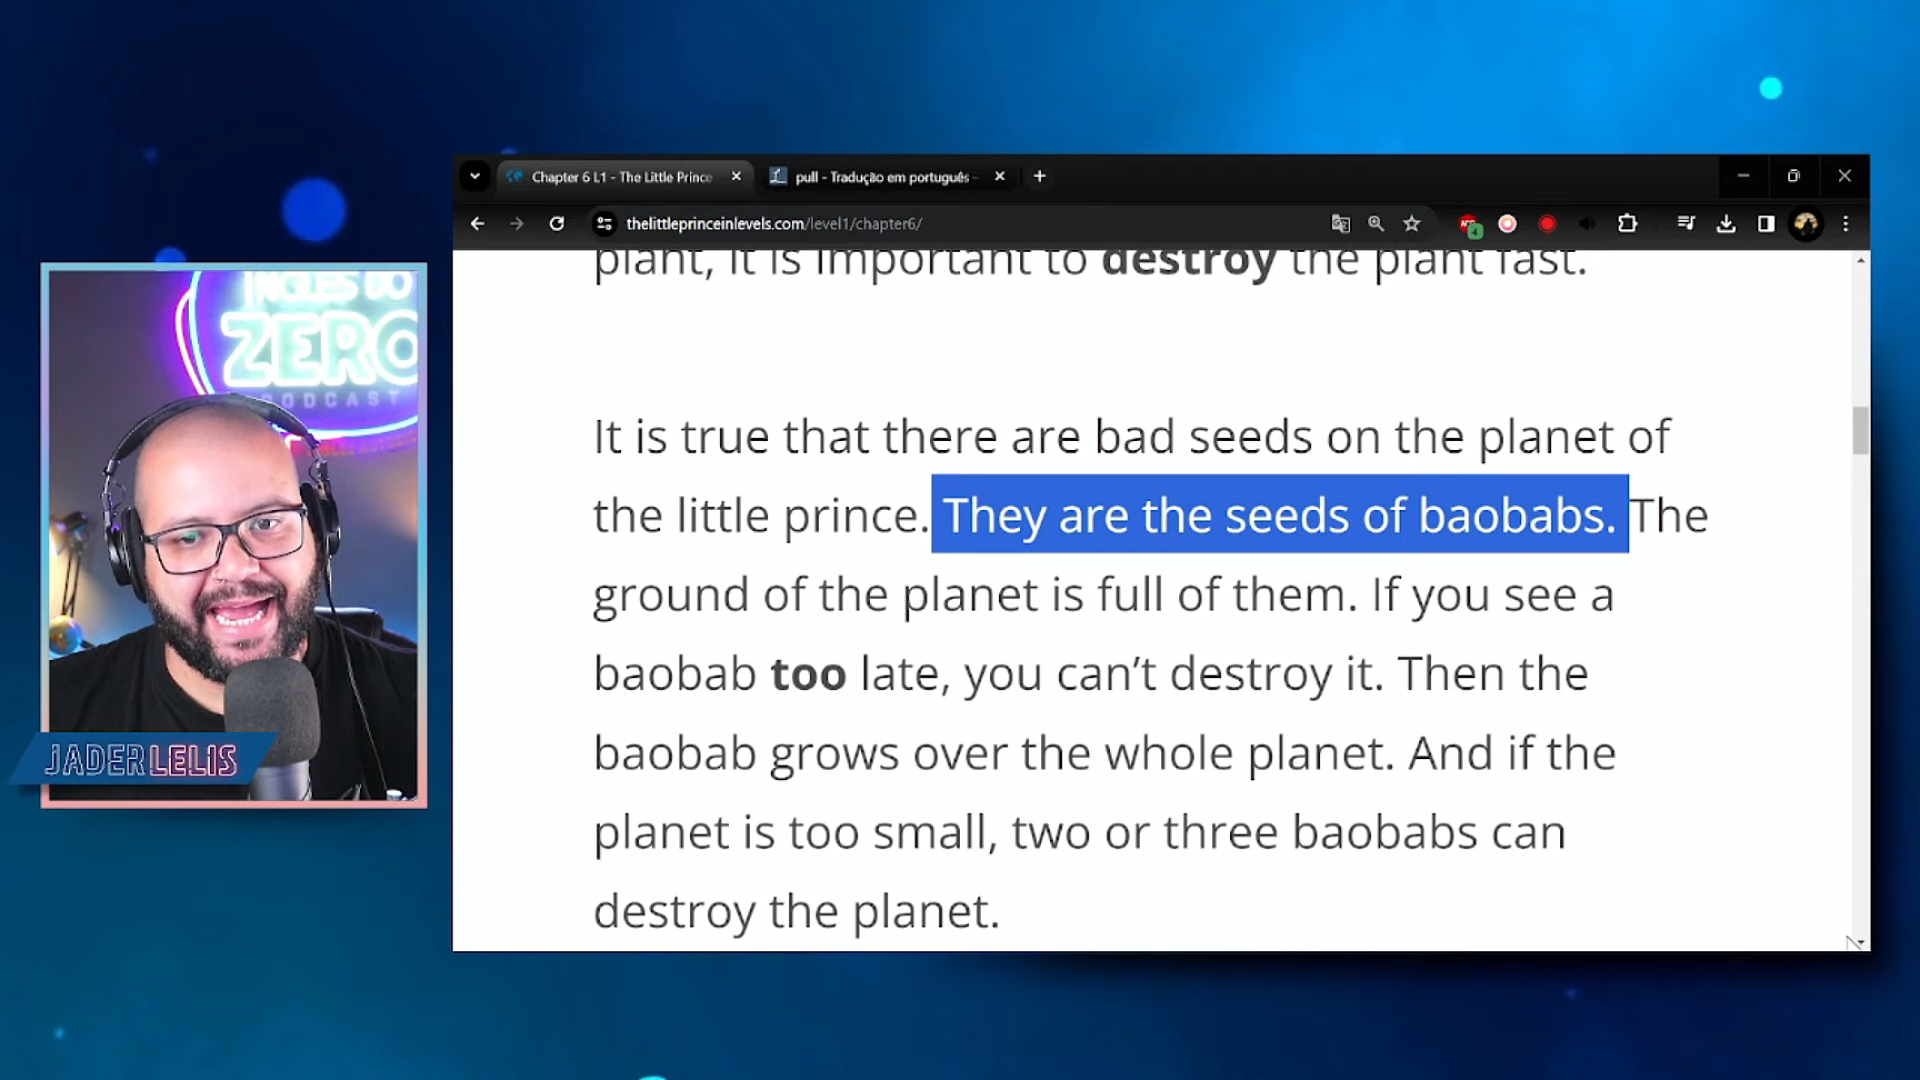 Chapter 6 L1 - The Little Prince
pull - Tradução em português
thelittleprinceinlevels.com/level1/chapter6/
plant, it is important to destroy the plant fast.
It is true that there are bad seeds on the planet of
the little prince. They are the seeds of baobabs. The
ground of the planet is full of them. If you see a
baobab too late, you can’t destroy it. Then the
baobab grows over the whole planet. And if the
planet is too small, two or three baobabs can
destroy the planet.
ZERO
PODCAST
JADER LELIS